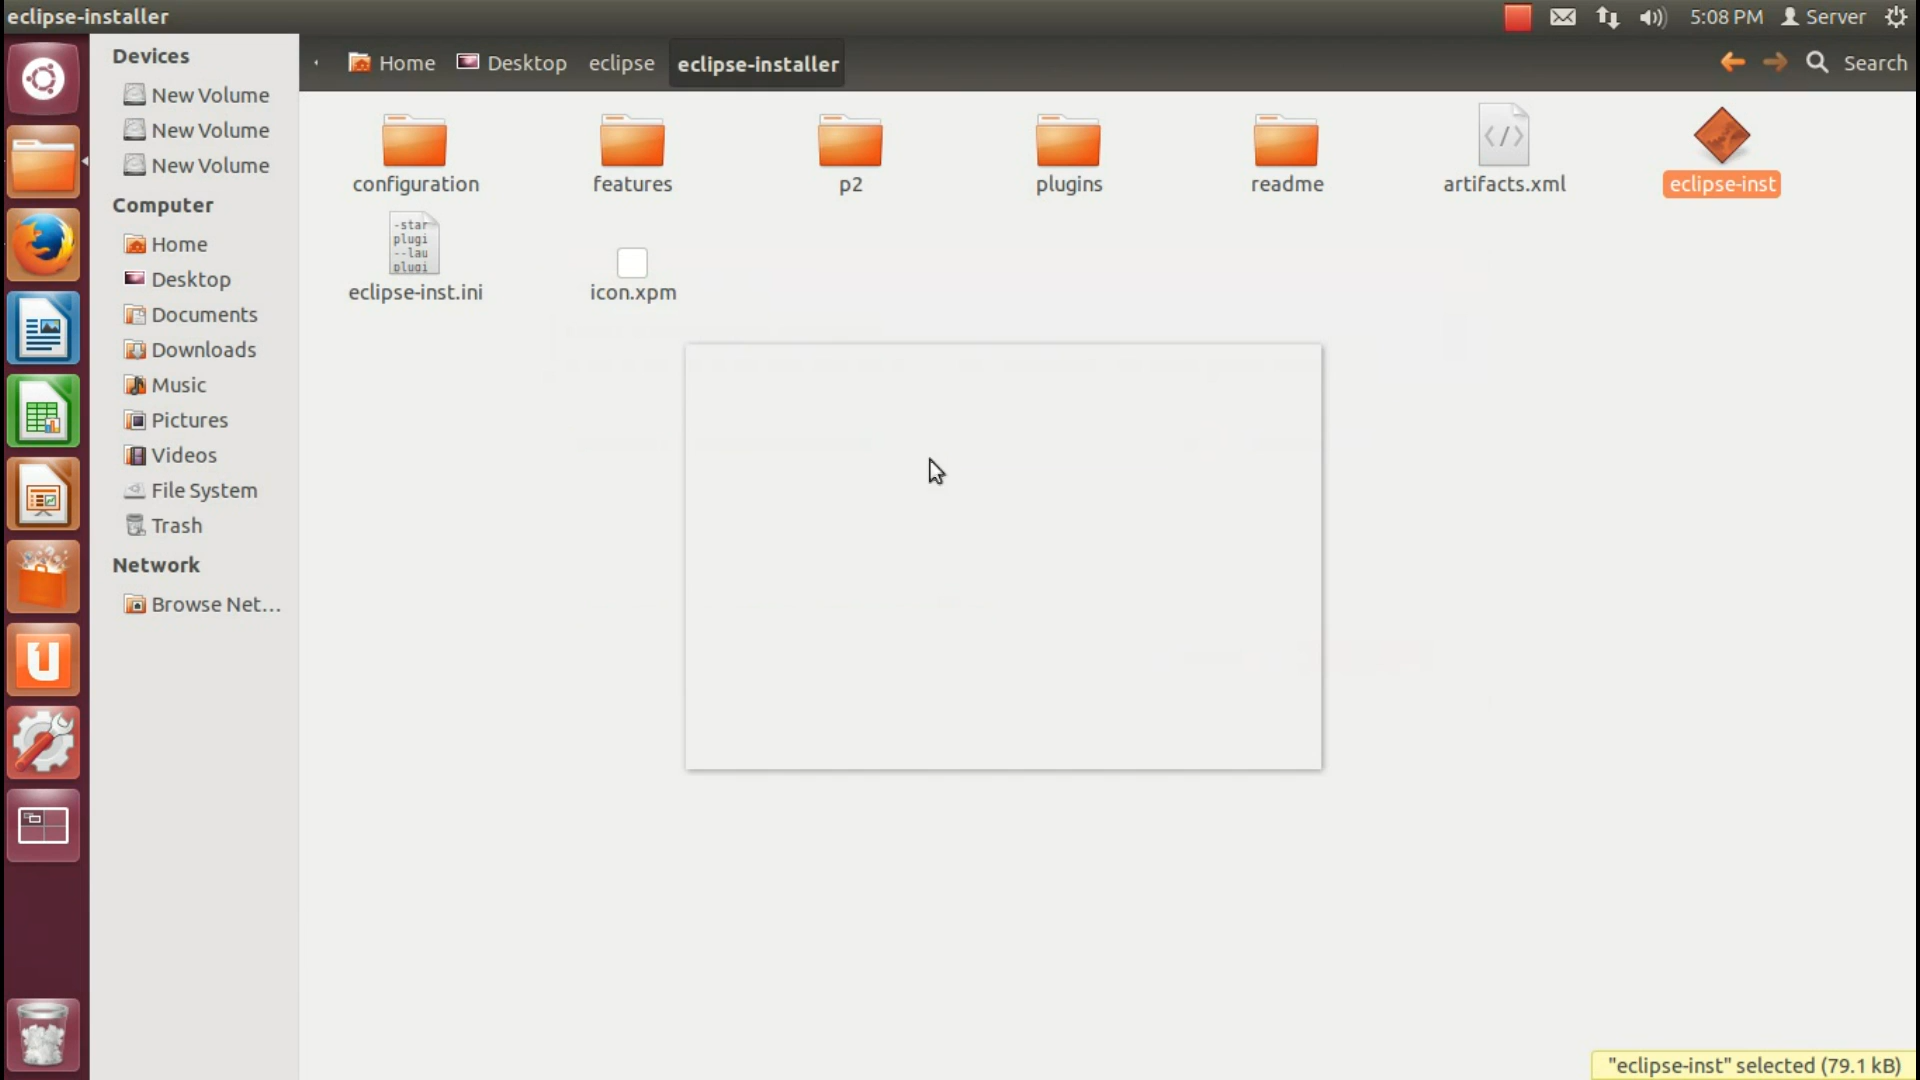 eclipse-installer
5:08 PM Server
Devices
New Volume
New Volume
New Volume
Computer
Home
Desktop
Documents
Downloads
Music
Pictures
Videos
File System
Trash
Network
Browse Net...
Home Desktop eclipse eclipse-installer Search
configuration features p2 plugins readme artifacts.xml eclipse-inst
-star
plugi
--lau
plugi
eclipse-inst.ini icon.xpm
"eclipse-inst" selected (79.1 kB)